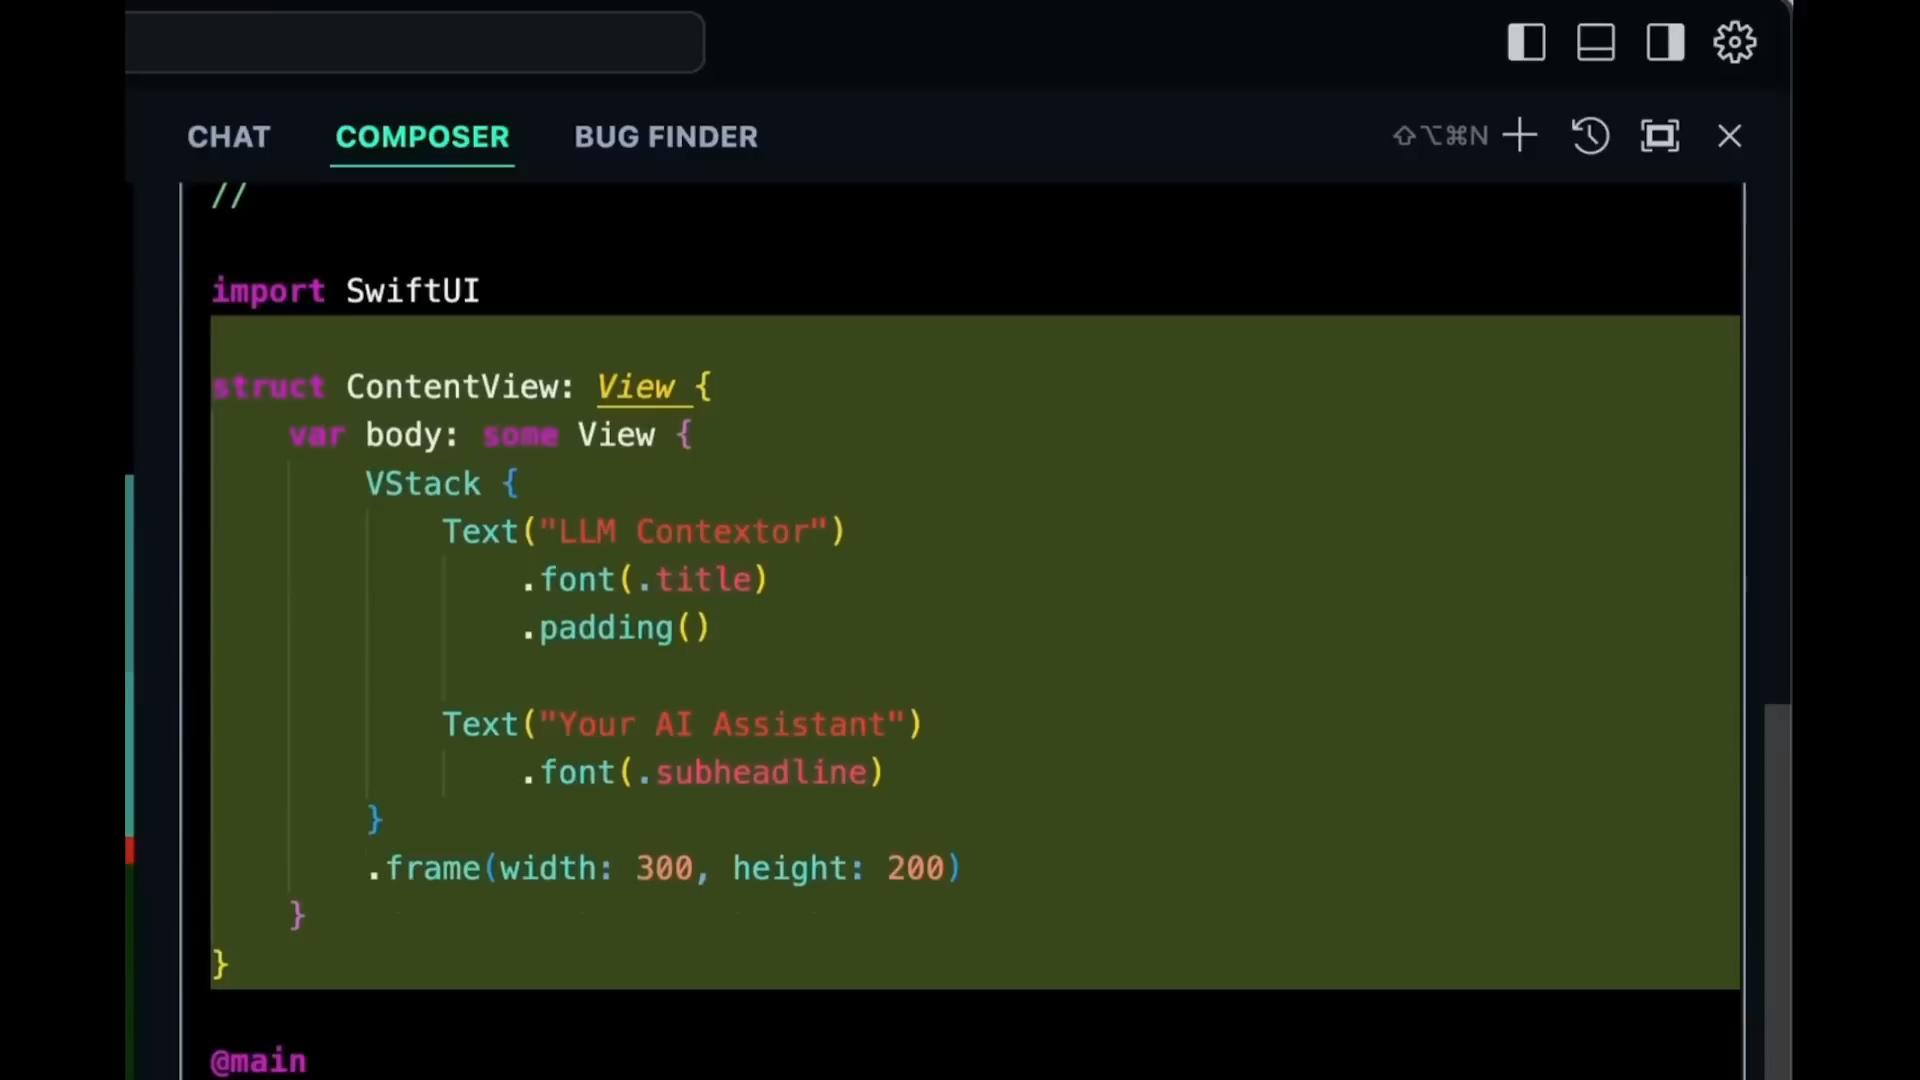 CHAT COMPOSER BUG FINDER ⇧⌥⌘N
//
import SwiftUI
struct ContentView: View {
    var body: some View {
        VStack {
            Text("LLM Contextor")
                .font(.title)
                .padding()
            Text("Your AI Assistant")
                .font(.subheadline)
        }
        .frame(width: 300, height: 200)
    }
}
@main